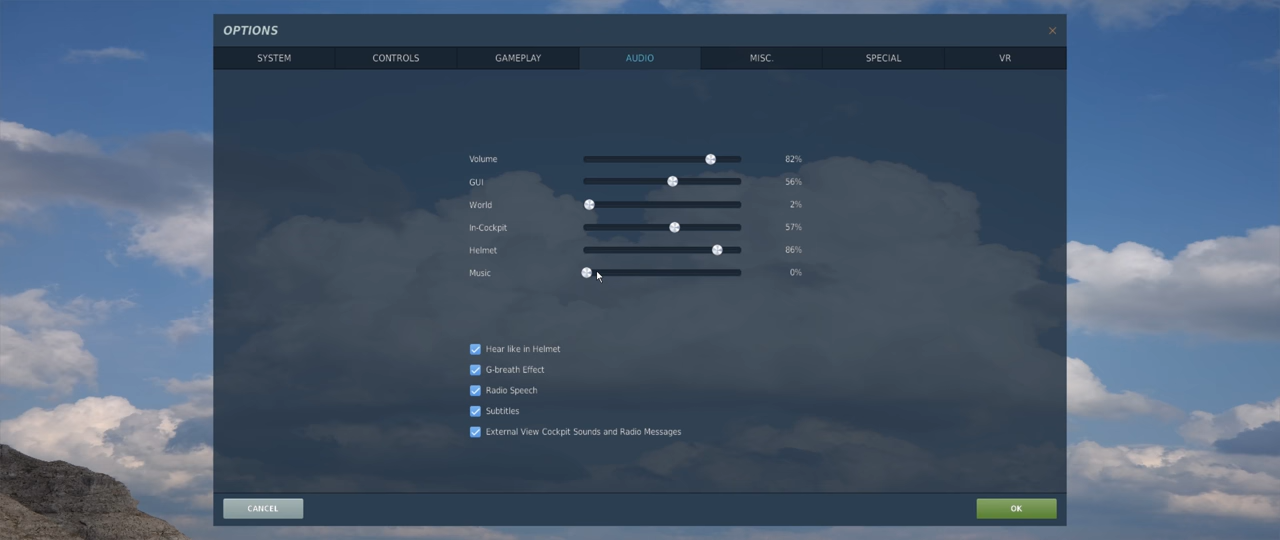 OPTIONS
SYSTEM CONTROLS GAMEPLAY AUDIO MISC. SPECIAL VR
Volume 82%
GUI 56%
World 2%
In-Cockpit 57%
Helmet 86%
Music 0%
Hear like in Helmet
G-breath Effect
Radio Speech
Subtitles
External View Cockpit Sounds and Radio Messages
CANCEL OK